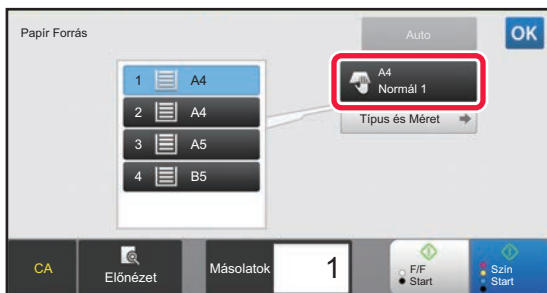 Papír Forrás
Auto
OK
1 A4
2 A4
3 A5
4 B5
A4
Normál 1
Típus és Méret
CA
Előnézet
Másolatok
1
F/F
Start
Szín
Start